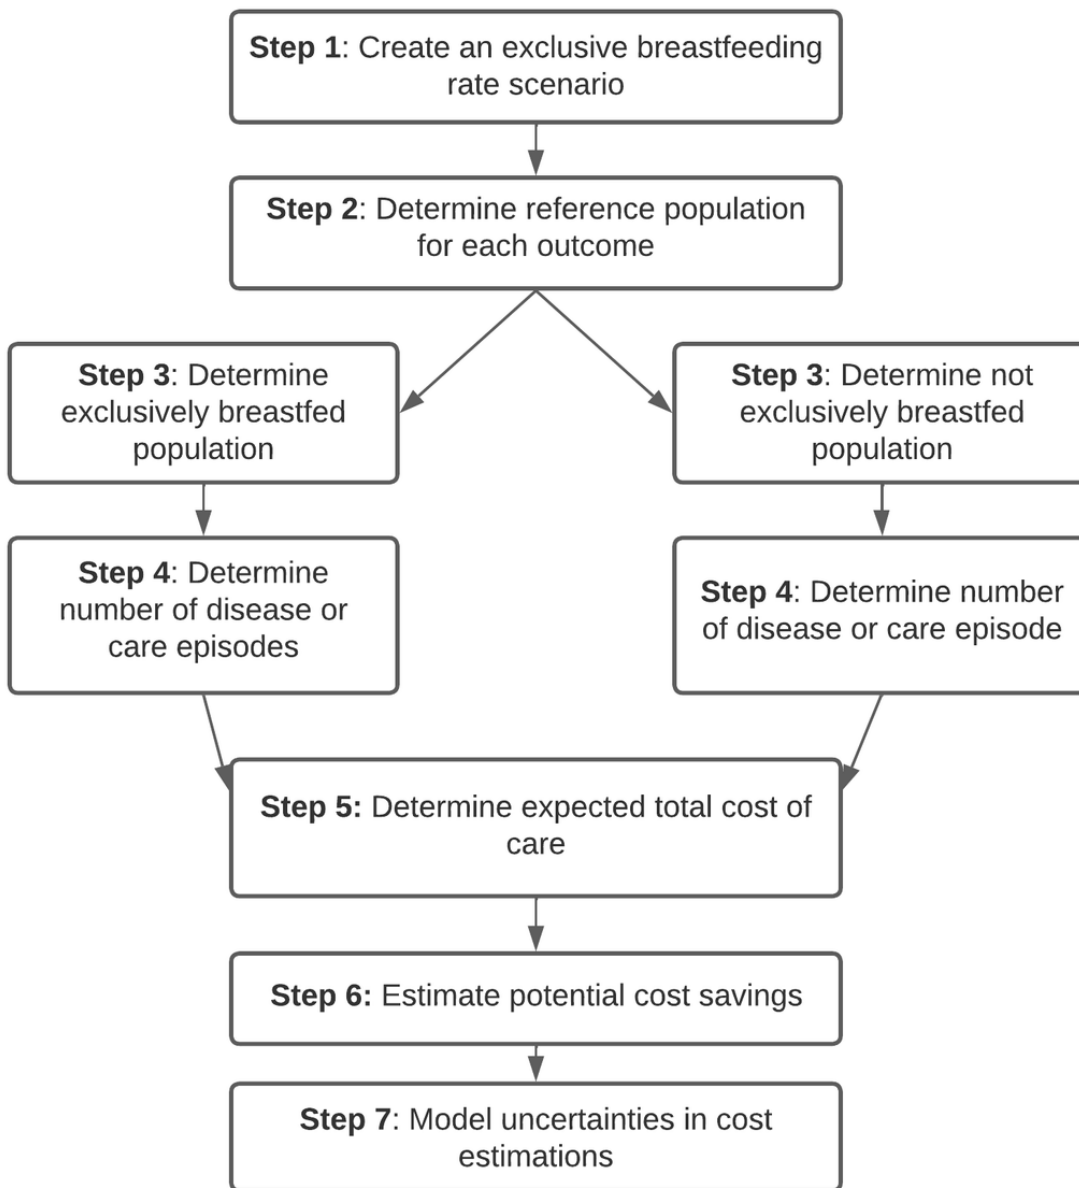 Step 1: Create an exclusive breastfeeding
rate scenario
Step 2: Determine reference population
for each outcome
Step 3: Determine
exclusively breastfed
population
Step 3: Determine not
exclusively breastfed
population
Step 4: Determine
number of disease or
care episodes
Step 4: Determine number
of disease or care episode
Step 5: Determine expected total cost of
care
Step 6: Estimate potential cost savings
Step 7: Model uncertainties in cost
estimations